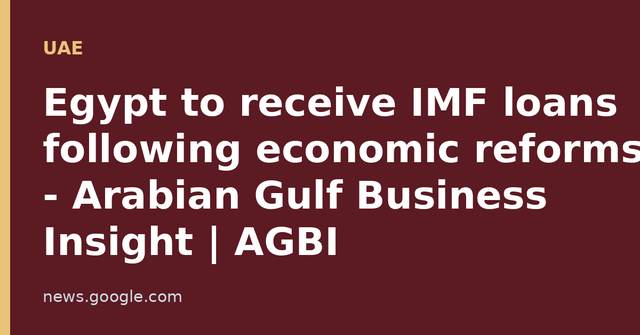 UAE
Egypt to receive IMF loans
following economic reforms
- Arabian Gulf Business
Insight | AGBI
news.google.com